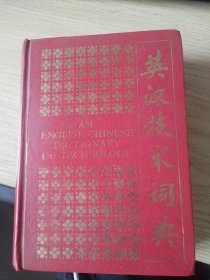 AN
ENGLISH-CHINESE
DICTIONARY
OF TECHNOLOGY
英汉技术词典